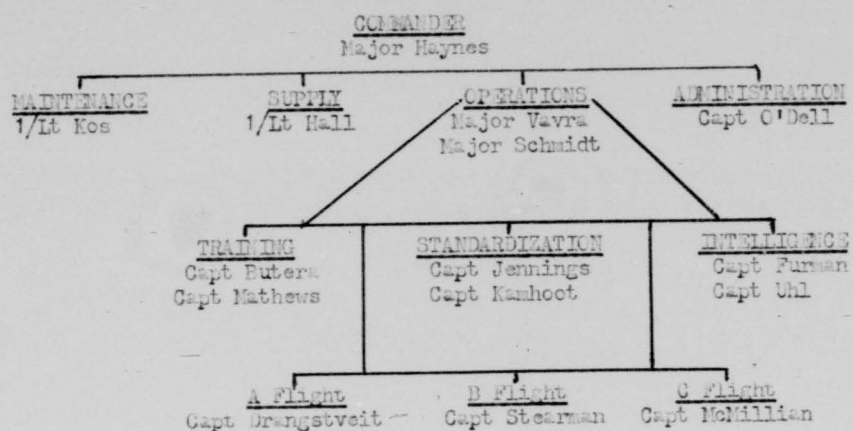 COMMANDER
Major Haynes
MAINTENANCE SUPPLY OPERATIONS ADMINISTRATION
1/Lt Kos 1/Lt Hall Major Vavra Capt O'Dell
Major Schmidt
TRAINING STANDARDIZATION INTELLIGENCE
Capt Butera Capt Jennings Capt Furman
Capt Mathews Capt Kamhoot Capt Uhl
A Flight B Flight C Flight
Capt Drangstveit Capt Stearman Capt McMillian